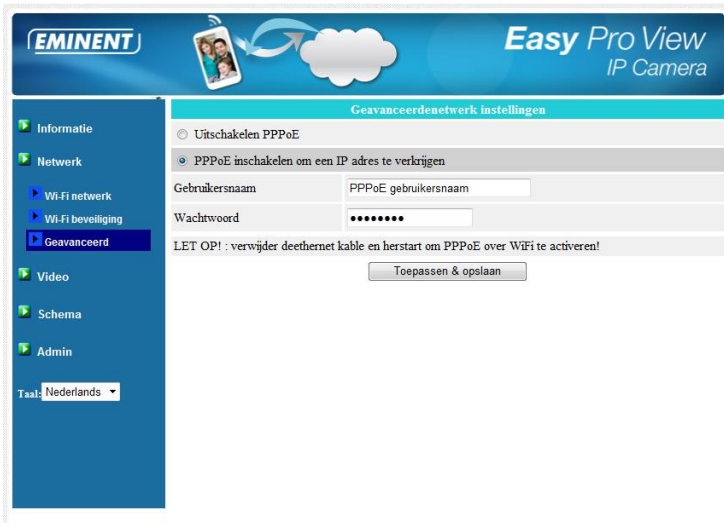 EMINENT
Easy Pro View
IP Camera
Informatie
Netwerk
Wi-Fi netwerk
Wi-Fi beveiliging
Geavanceerd
Video
Schema
Admin
Taal: Nederlands
Geavanceerdenetwerk instellingen
Uitschakelen PPPoE
PPPoE inschakelen om een IP adres te verkrijgen
Gebruikersnaam PPPoE gebruikersnaam
Wachtwoord ••••••••
LET OP! : verwijder deethernet kable en herstart om PPPoE over WiFi te activeren!
Toepassen & opslaan